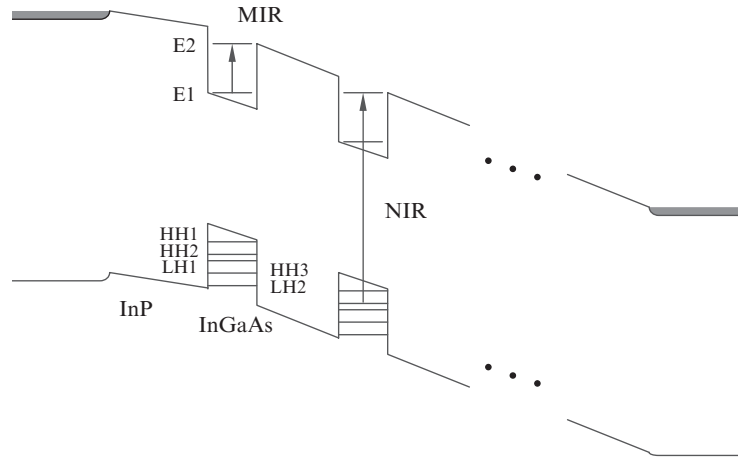 MIR
E2
E1
NIR
HH1
HH2
LH1
HH3
LH2
InP
InGaAs